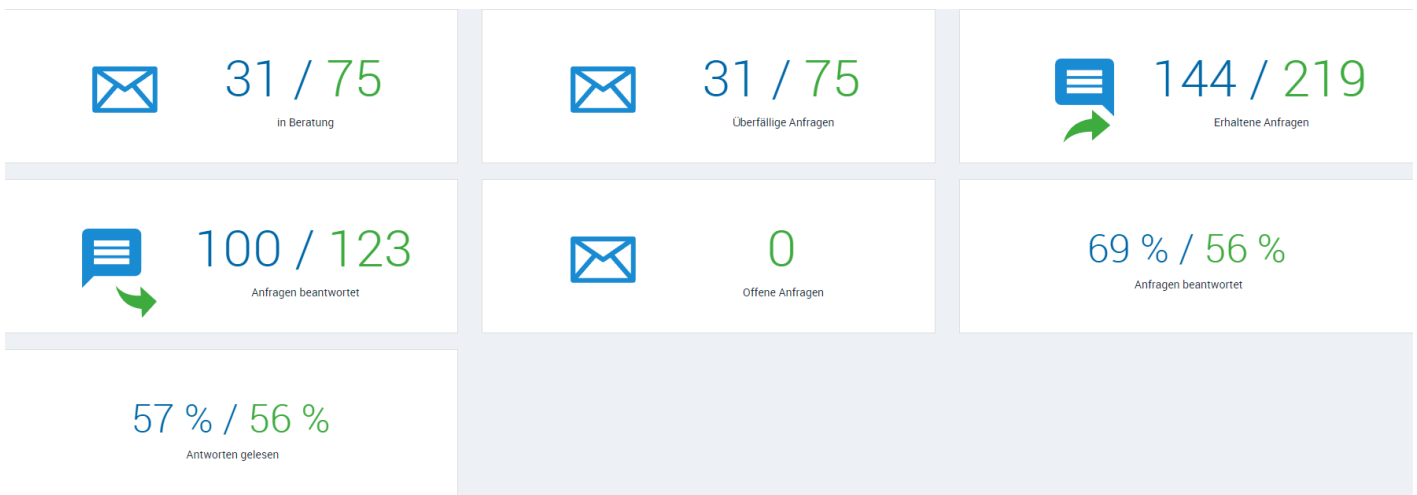 31 / 75
in Beratung
31 / 75
Überfällige Anfragen
144 / 219
Erhaltene Anfragen
100 / 123
Anfragen beantwortet
0
Offene Anfragen
69 % / 56 %
Anfragen beantwortet
57 % / 56 %
Antworten gelesen